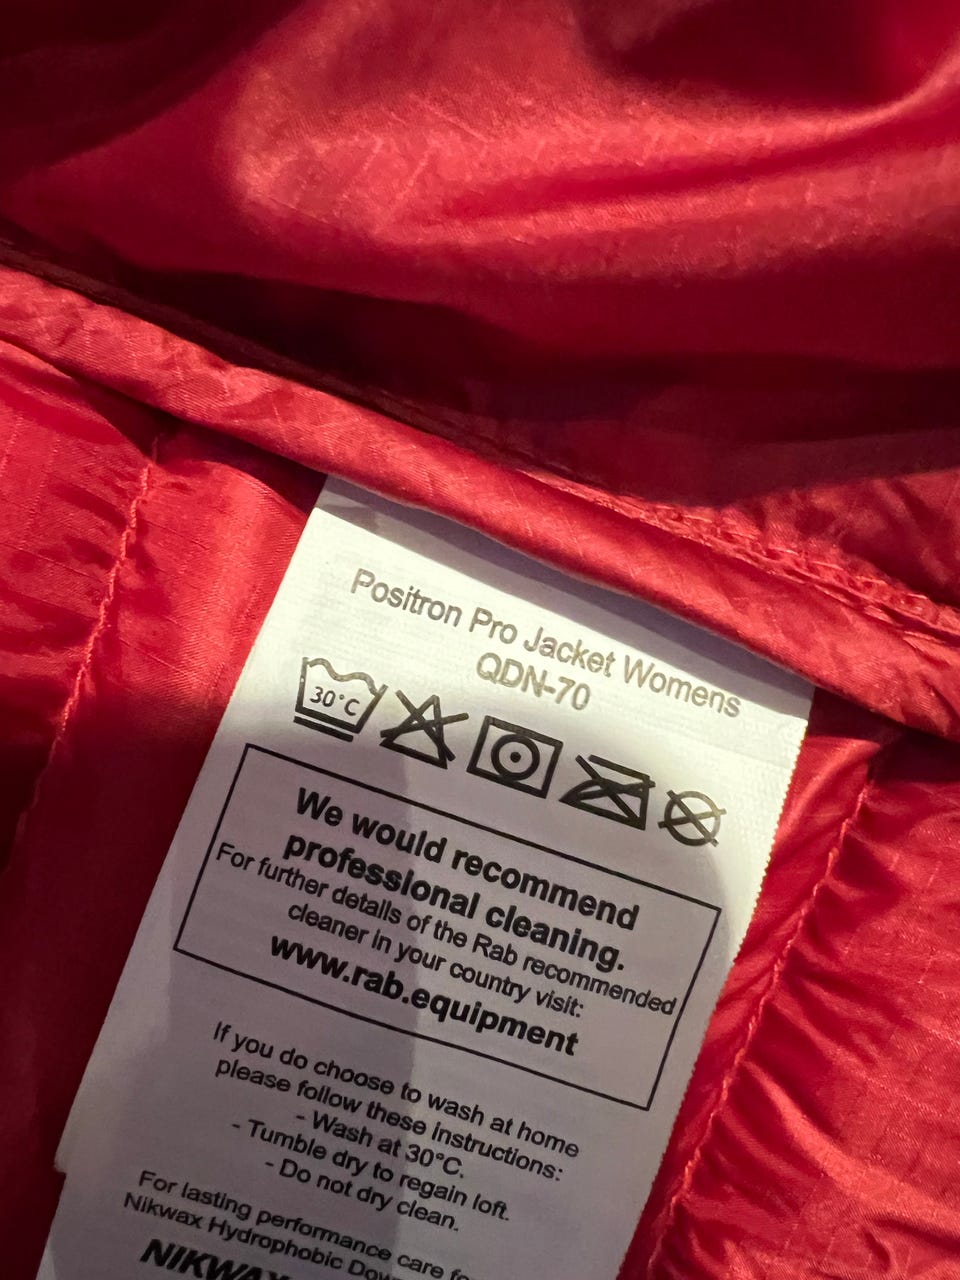 Positron Pro Jacket Womens
QDN-70
30°C
We would recommend
professional cleaning.
For further details of the Rab recommended
cleaner in your country visit:
www.rab.equipment
If you do choose to wash at home
please follow these instructions:
- Wash at 30°C.
- Tumble dry to regain loft.
- Do not dry clean.
For lasting performance care
Nikwax Hydrophobic
NIKWAX